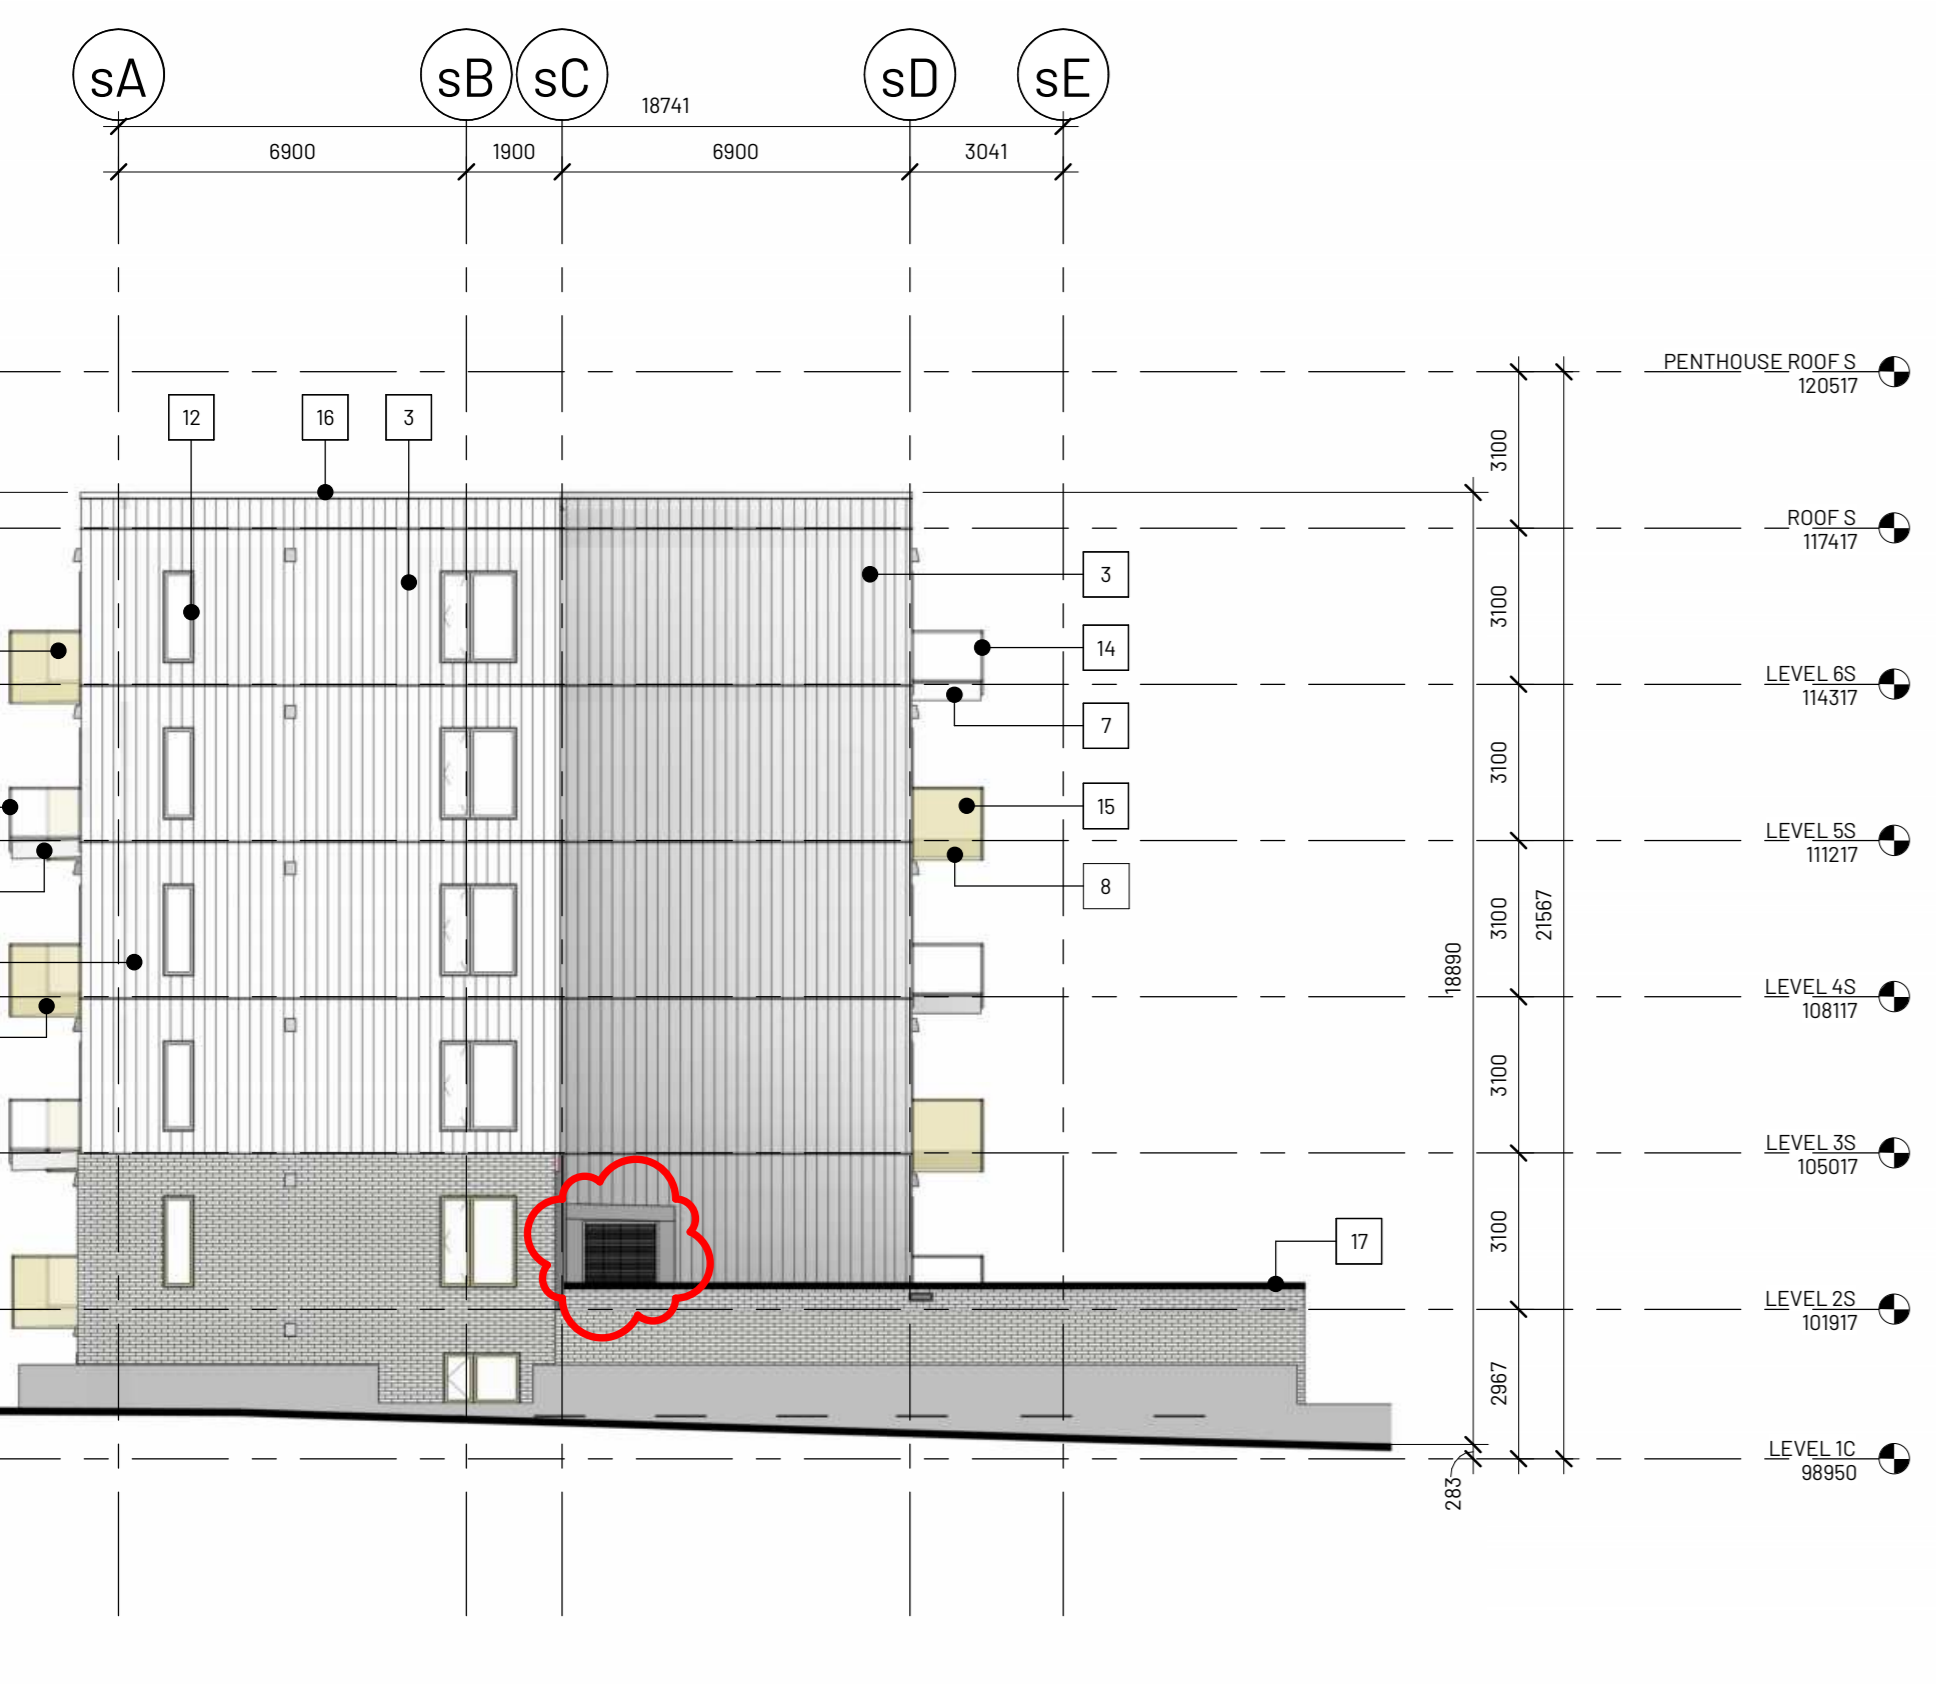 sA
sB
sC
sD
sE
18741
6900
1900
6900
3041
PENTHOUSE ROOF S
120517
12
16
3
3100
ROOF S
117417
3
3100
14
LEVEL 6S
114317
7
3100
15
LEVEL 5S
111217
8
3100
21567
18890
LEVEL 4S
108117
3100
LEVEL 3S
105017
3100
17
LEVEL 2S
101917
2967
LEVEL 1C
98950
283